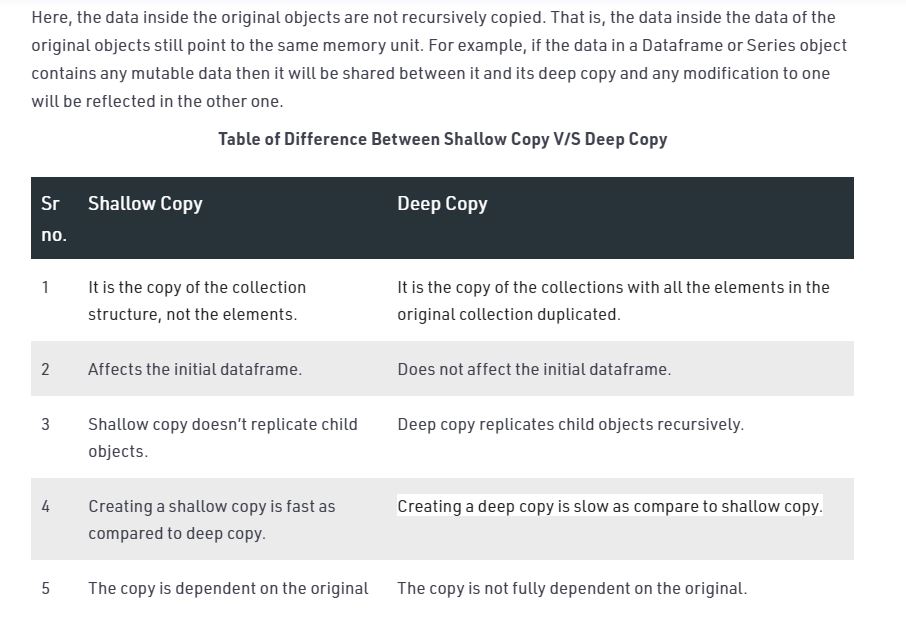 Here, the data inside the original objects are not recursively copied. That is, the data inside the data of the
original objects still point to the same memory unit. For example, if the data in a Dataframe or Series object
contains any mutable data then it will be shared between it and its deep copy and any modification to one
will be reflected in the other one.
Table of Difference Between Shallow Copy V/S Deep Copy
Sr no. Shallow Copy Deep Copy
1 It is the copy of the collection structure, not the elements. It is the copy of the collections with all the elements in the original collection duplicated.
2 Affects the initial dataframe. Does not affect the initial dataframe.
3 Shallow copy doesn't replicate child objects. Deep copy replicates child objects recursively.
4 Creating a shallow copy is fast as compared to deep copy. Creating a deep copy is slow as compare to shallow copy.
5 The copy is dependent on the original The copy is not fully dependent on the original.